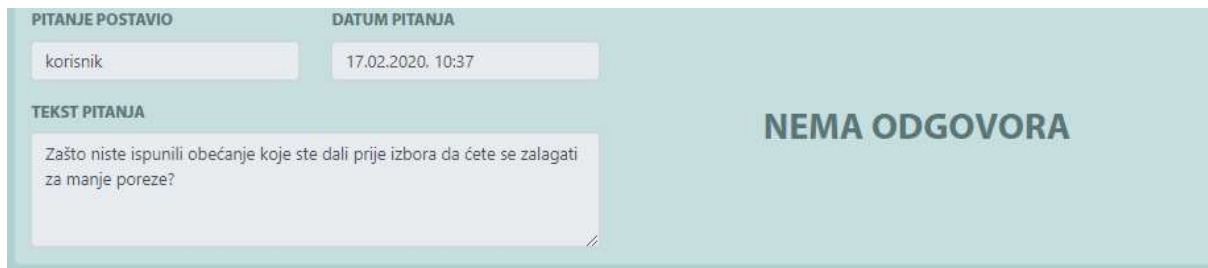 PITANJE POSTAVIO
DATUM PITANJA
korisnik
17.02.2020. 10:37
TEKST PITANJA
Zašto niste ispunili obećanje koje ste dali prije izbora da ćete se zalagati
za manje poreze?
NEMA ODGOVORA